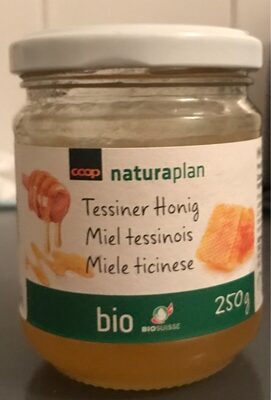 coop naturaplan
Tessiner Honig
Miel tessinois
Miele ticinese
250g
bio BIOSUISSE